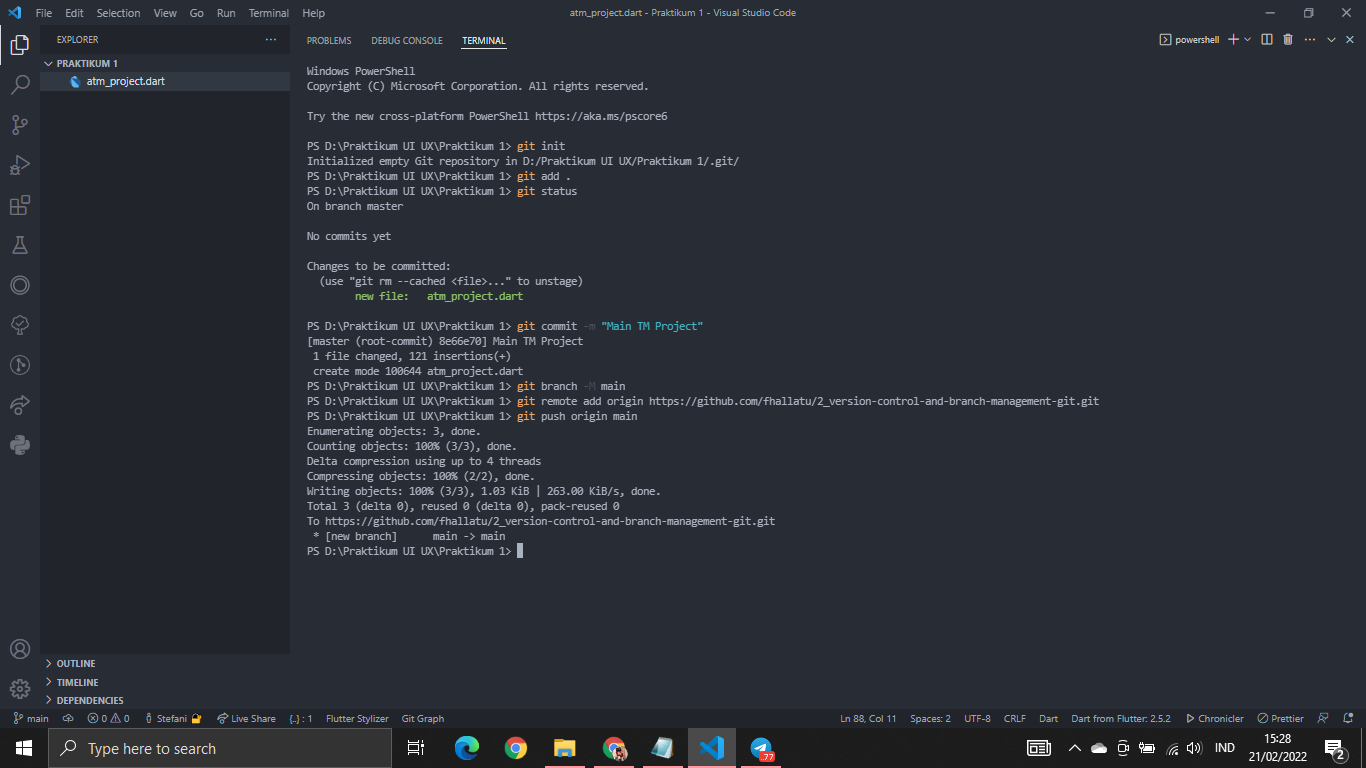 File Edit Selection View Go Run Terminal Help
atm_project.dart - Praktikum 1 - Visual Studio Code
EXPLORER
PRAKTIKUM 1
atm_project.dart
PROBLEMS DEBUG CONSOLE TERMINAL
powershell
Windows PowerShell
Copyright (C) Microsoft Corporation. All rights reserved.
Try the new cross-platform PowerShell https://aka.ms/pscore6
PS D:\Praktikum UI UX\Praktikum 1> git init
Initialized empty Git repository in D:/Praktikum UI UX/Praktikum 1/.git/
PS D:\Praktikum UI UX\Praktikum 1> git add .
PS D:\Praktikum UI UX\Praktikum 1> git status
On branch master
No commits yet
Changes to be committed:
(use "git rm --cached <file>..." to unstage)
new file: atm_project.dart
PS D:\Praktikum UI UX\Praktikum 1> git commit -m "Main TM Project"
[master (root-commit) 8e66e70] Main TM Project
1 file changed, 121 insertions(+)
create mode 100644 atm_project.dart
PS D:\Praktikum UI UX\Praktikum 1> git branch -M main
PS D:\Praktikum UI UX\Praktikum 1> git remote add origin https://github.com/fhallatu/2_version-control-and-branch-management-git.git
PS D:\Praktikum UI UX\Praktikum 1> git push origin main
Enumerating objects: 3, done.
Counting objects: 100% (3/3), done.
Delta compression using up to 4 threads
Compressing objects: 100% (2/2), done.
Writing objects: 100% (3/3), 1.03 KiB | 263.00 KiB/s, done.
Total 3 (delta 0), reused 0 (delta 0), pack-reused 0
To https://github.com/fhallatu/2_version-control-and-branch-management-git.git
* [new branch] main -> main
PS D:\Praktikum UI UX\Praktikum 1>
OUTLINE
TIMELINE
DEPENDENCIES
main 0 0 Stefani Live Share {..} : 1 Flutter Stylizer Git Graph
Ln 88, Col 11 Spaces: 2 UTF-8 CRLF Dart Dart from Flutter: 2.5.2 Chronicler Prettier
Type here to search
77
IND
15:28
21/02/2022
2